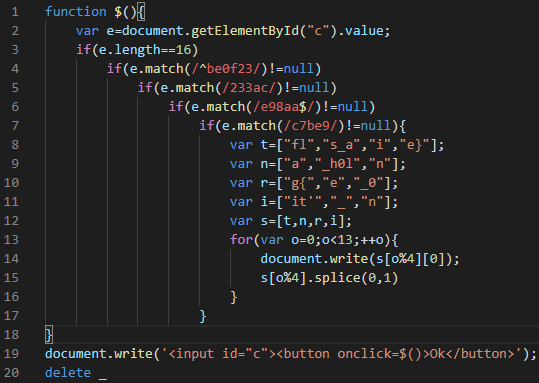 1 function $(){
2 var e=document.getElementById("c").value;
3 if(e.length==16)
4 if(e.match(/^be0f23/)!=null)
5 if(e.match(/233ac/)!=null)
6 if(e.match(/e98aa$/)!=null)
7 if(e.match(/c7be9/)!=null){
8 var t=["fl","s_a","i","e}"];
9 var n=["a","_h0l","n"];
10 var r=["g{","e","_0"];
11 var i=["it'","_","n"];
12 var s=[t,n,r,i];
13 for(var o=0;o<13;++o){
14 document.write(s[o%4][0]);
15 s[o%4].splice(0,1)
16 }
17 }
18 }
19 document.write('<input id="c"><button onclick=$()>Ok</button>');
20 delete _